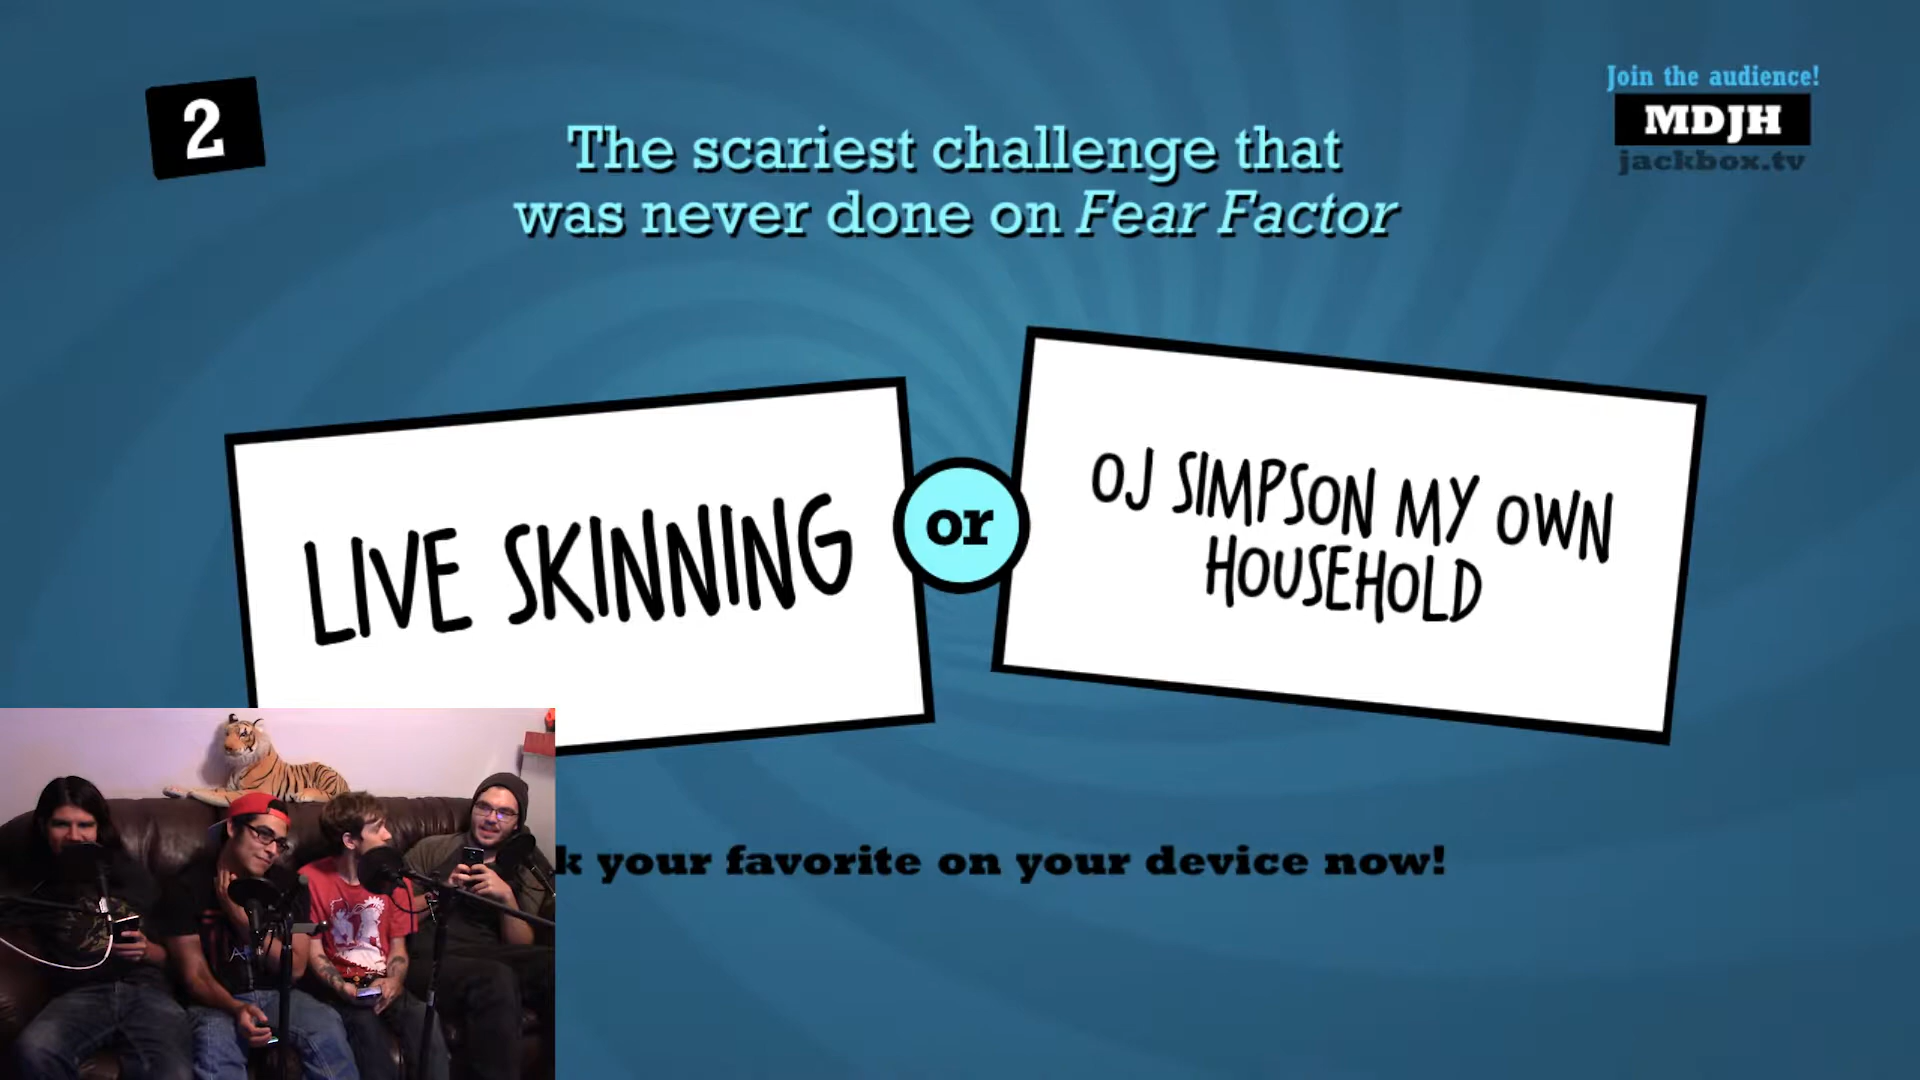 2
Join the audience!
MDJH
jackbox.tv
The scariest challenge that
was never done on Fear Factor
LIVE SKINNING
or
OJ SIMPSON MY OWN
HOUSEHOLD
k your favorite on your device now!